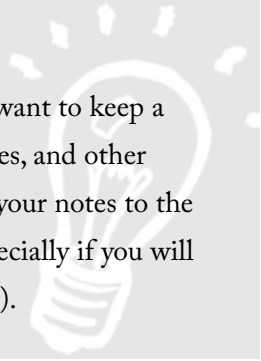 want to keep a
es, and other
your notes to the
ecially if you will
).